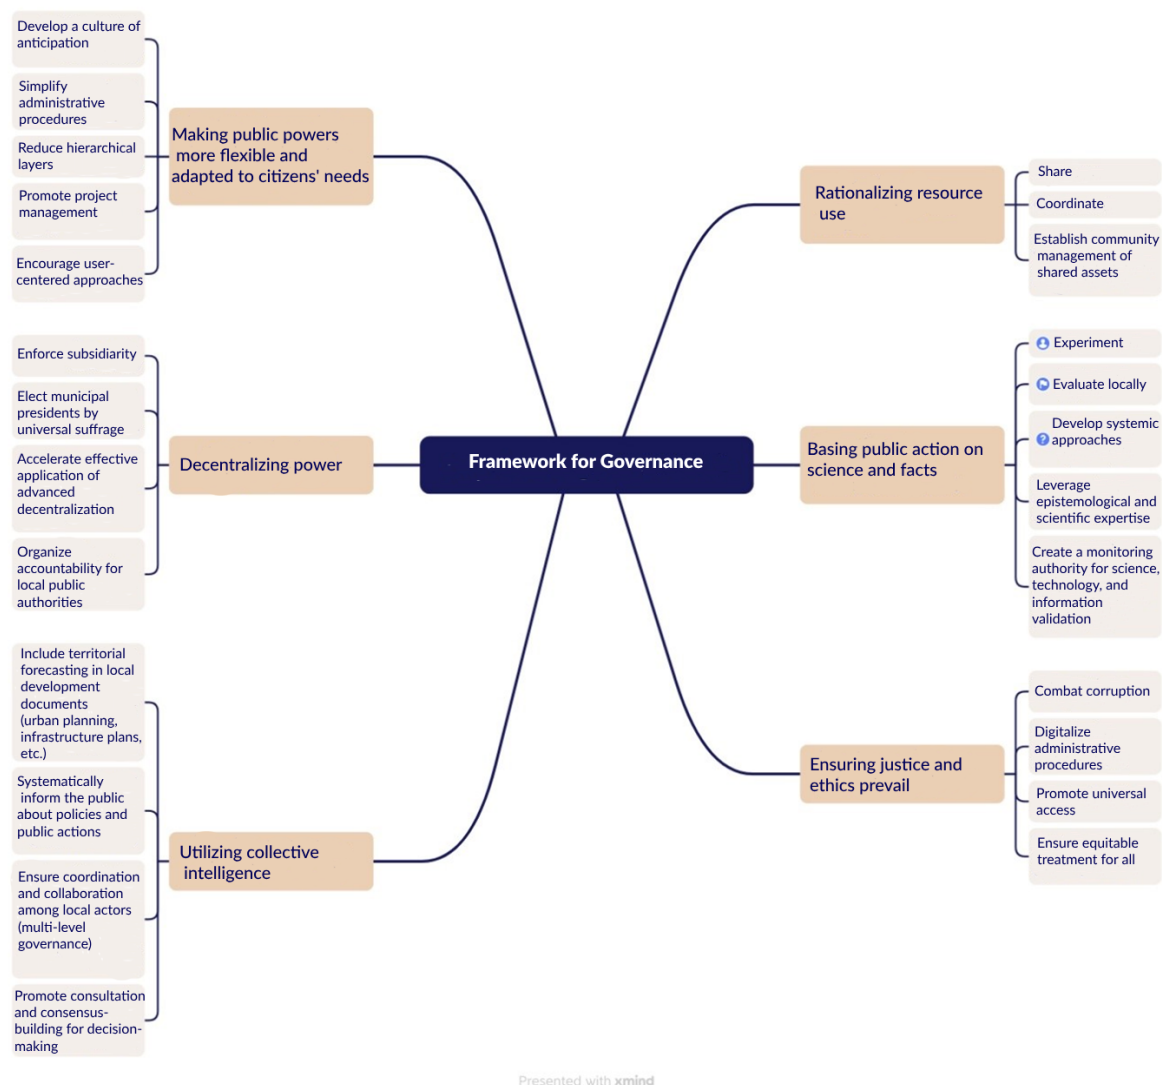 Develop a culture of
anticipation
Simplify
administrative
procedures
Reduce hierarchical
layers
Promote project
management
Encourage user-
centered approaches
Making public powers
more flexible and
adapted to citizens' needs
Enforce subsidiarity
Elect municipal
presidents by
universal suffrage
Accelerate effective
application of
advanced
decentralization
Organize
accountability for
local public
authorities
Decentralizing power
Include territorial
forecasting in local
development
documents
(urban planning,
infrastructure plans,
etc.)
Systematically
inform the public
about policies and
public actions
Ensure coordination
and collaboration
among local actors
(multi-level
governance)
Promote consultation
and consensus-
building for decision-
making
Utilizing collective
intelligence
Framework for Governance
Rationalizing resource
use
Share
Coordinate
Establish community
management of
shared assets
Basing public action on
science and facts
Experiment
Evaluate locally
Develop systemic
approaches
Leverage
epistemological and
scientific expertise
Create a monitoring
authority for science,
technology, and
information
validation
Ensuring justice and
ethics prevail
Combat corruption
Digitalize
administrative
procedures
Promote universal
access
Ensure equitable
treatment for all
Presented with xmind